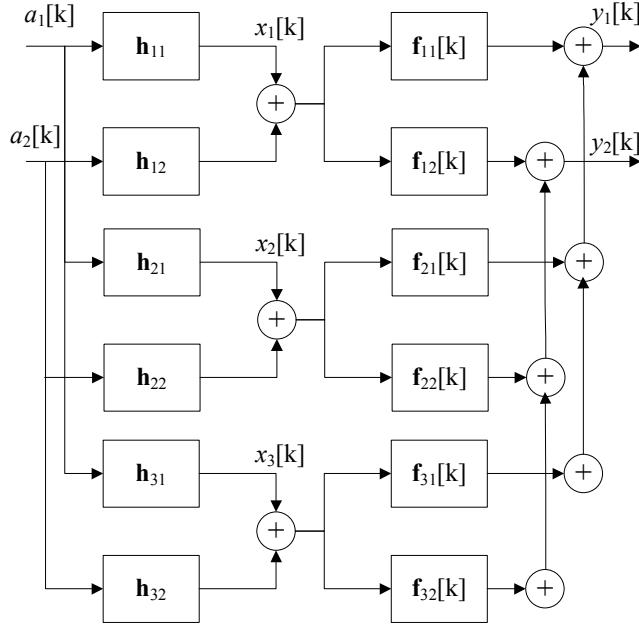 a₁[k]
x₁[k]
y₁[k]
h₁₁
f₁₁[k]
+
+
a₂[k]
y₂[k]
h₁₂
f₁₂[k]
+
x₂[k]
h₂₁
f₂₁[k]
+
+
h₂₂
f₂₂[k]
+
x₃[k]
h₃₁
f₃₁[k]
+
+
h₃₂
f₃₂[k]
+